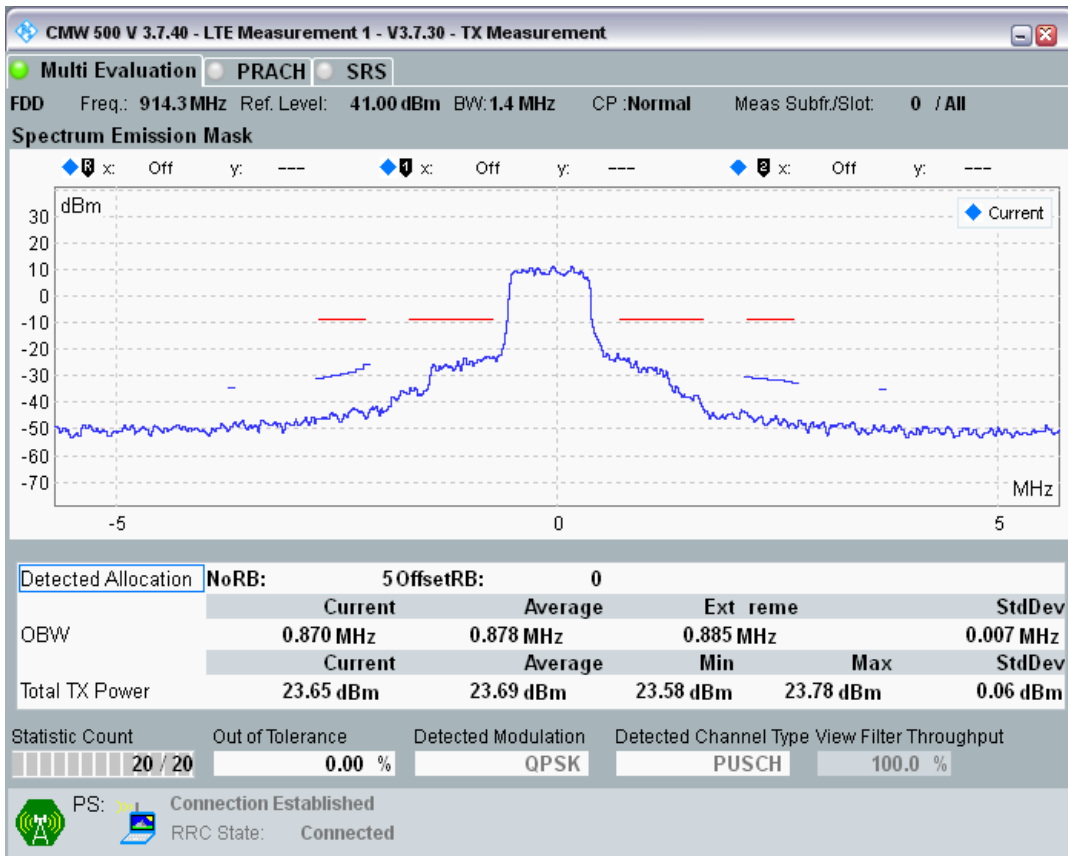 CMW 500 V 3.7.40 - LTE Measurement 1 - V3.7.30 - TX Measurement
Multi Evaluation PRACH SRS
FDD Freq.: 914.3 MHz Ref. Level: 41.00 dBm BW: 1.4 MHz CP :Normal Meas Subfr./Slot: 0 / All
Spectrum Emission Mask
R x: Off y: --- 1 x: Off y: --- 2 x: Off y: ---
dBm
Current
30
20
10
0
-10
-20
-30
-40
-50
-60
-70
MHz
-5 0 5
Detected Allocation NoRB: 5 OffsetRB: 0
Current Average Ext reme StdDev
OBW 0.870 MHz 0.878 MHz 0.885 MHz 0.007 MHz
Current Average Min Max StdDev
Total TX Power 23.65 dBm 23.69 dBm 23.58 dBm 23.78 dBm 0.06 dBm
Statistic Count Out of Tolerance Detected Modulation Detected Channel Type View Filter Throughput
20 / 20 0.00 % QPSK PUSCH 100.0 %
PS: Connection Established
RRC State: Connected